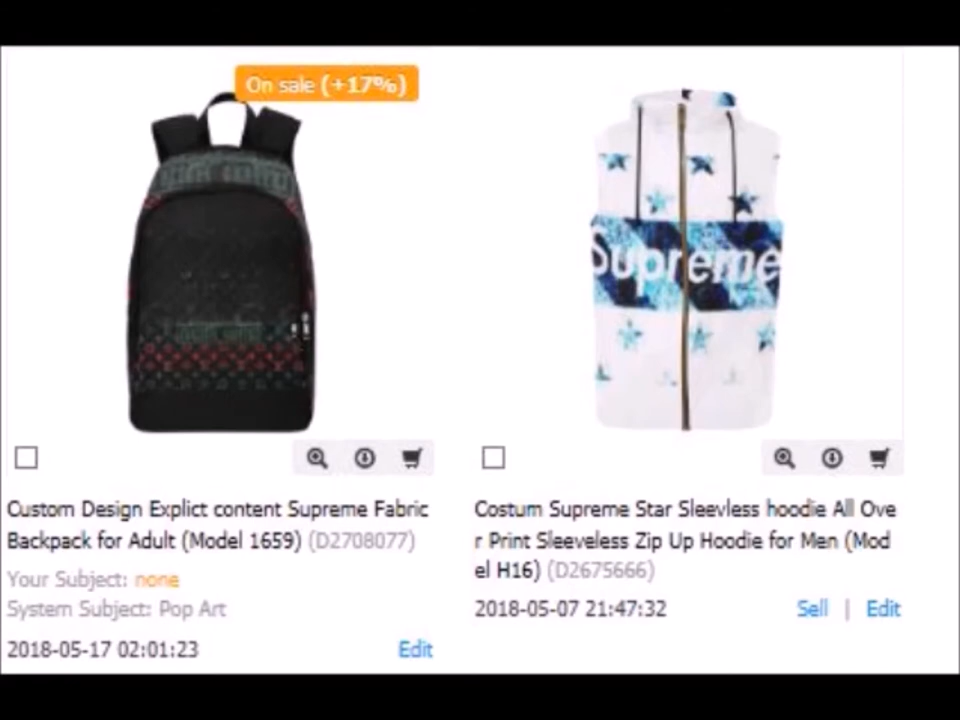 On sale (+17%)
Supreme
Custom Design Explict content Supreme Fabric
Backpack for Adult (Model 1659) (D2708077)
Your Subject: none
System Subject: Pop Art
2018-05-17 02:01:23
Edit
Costum Supreme Star Sleevless hoodie All Ove
r Print Sleeveless Zip Up Hoodie for Men (Mod
el H16) (D2675666)
2018-05-07 21:47:32 Sell | Edit